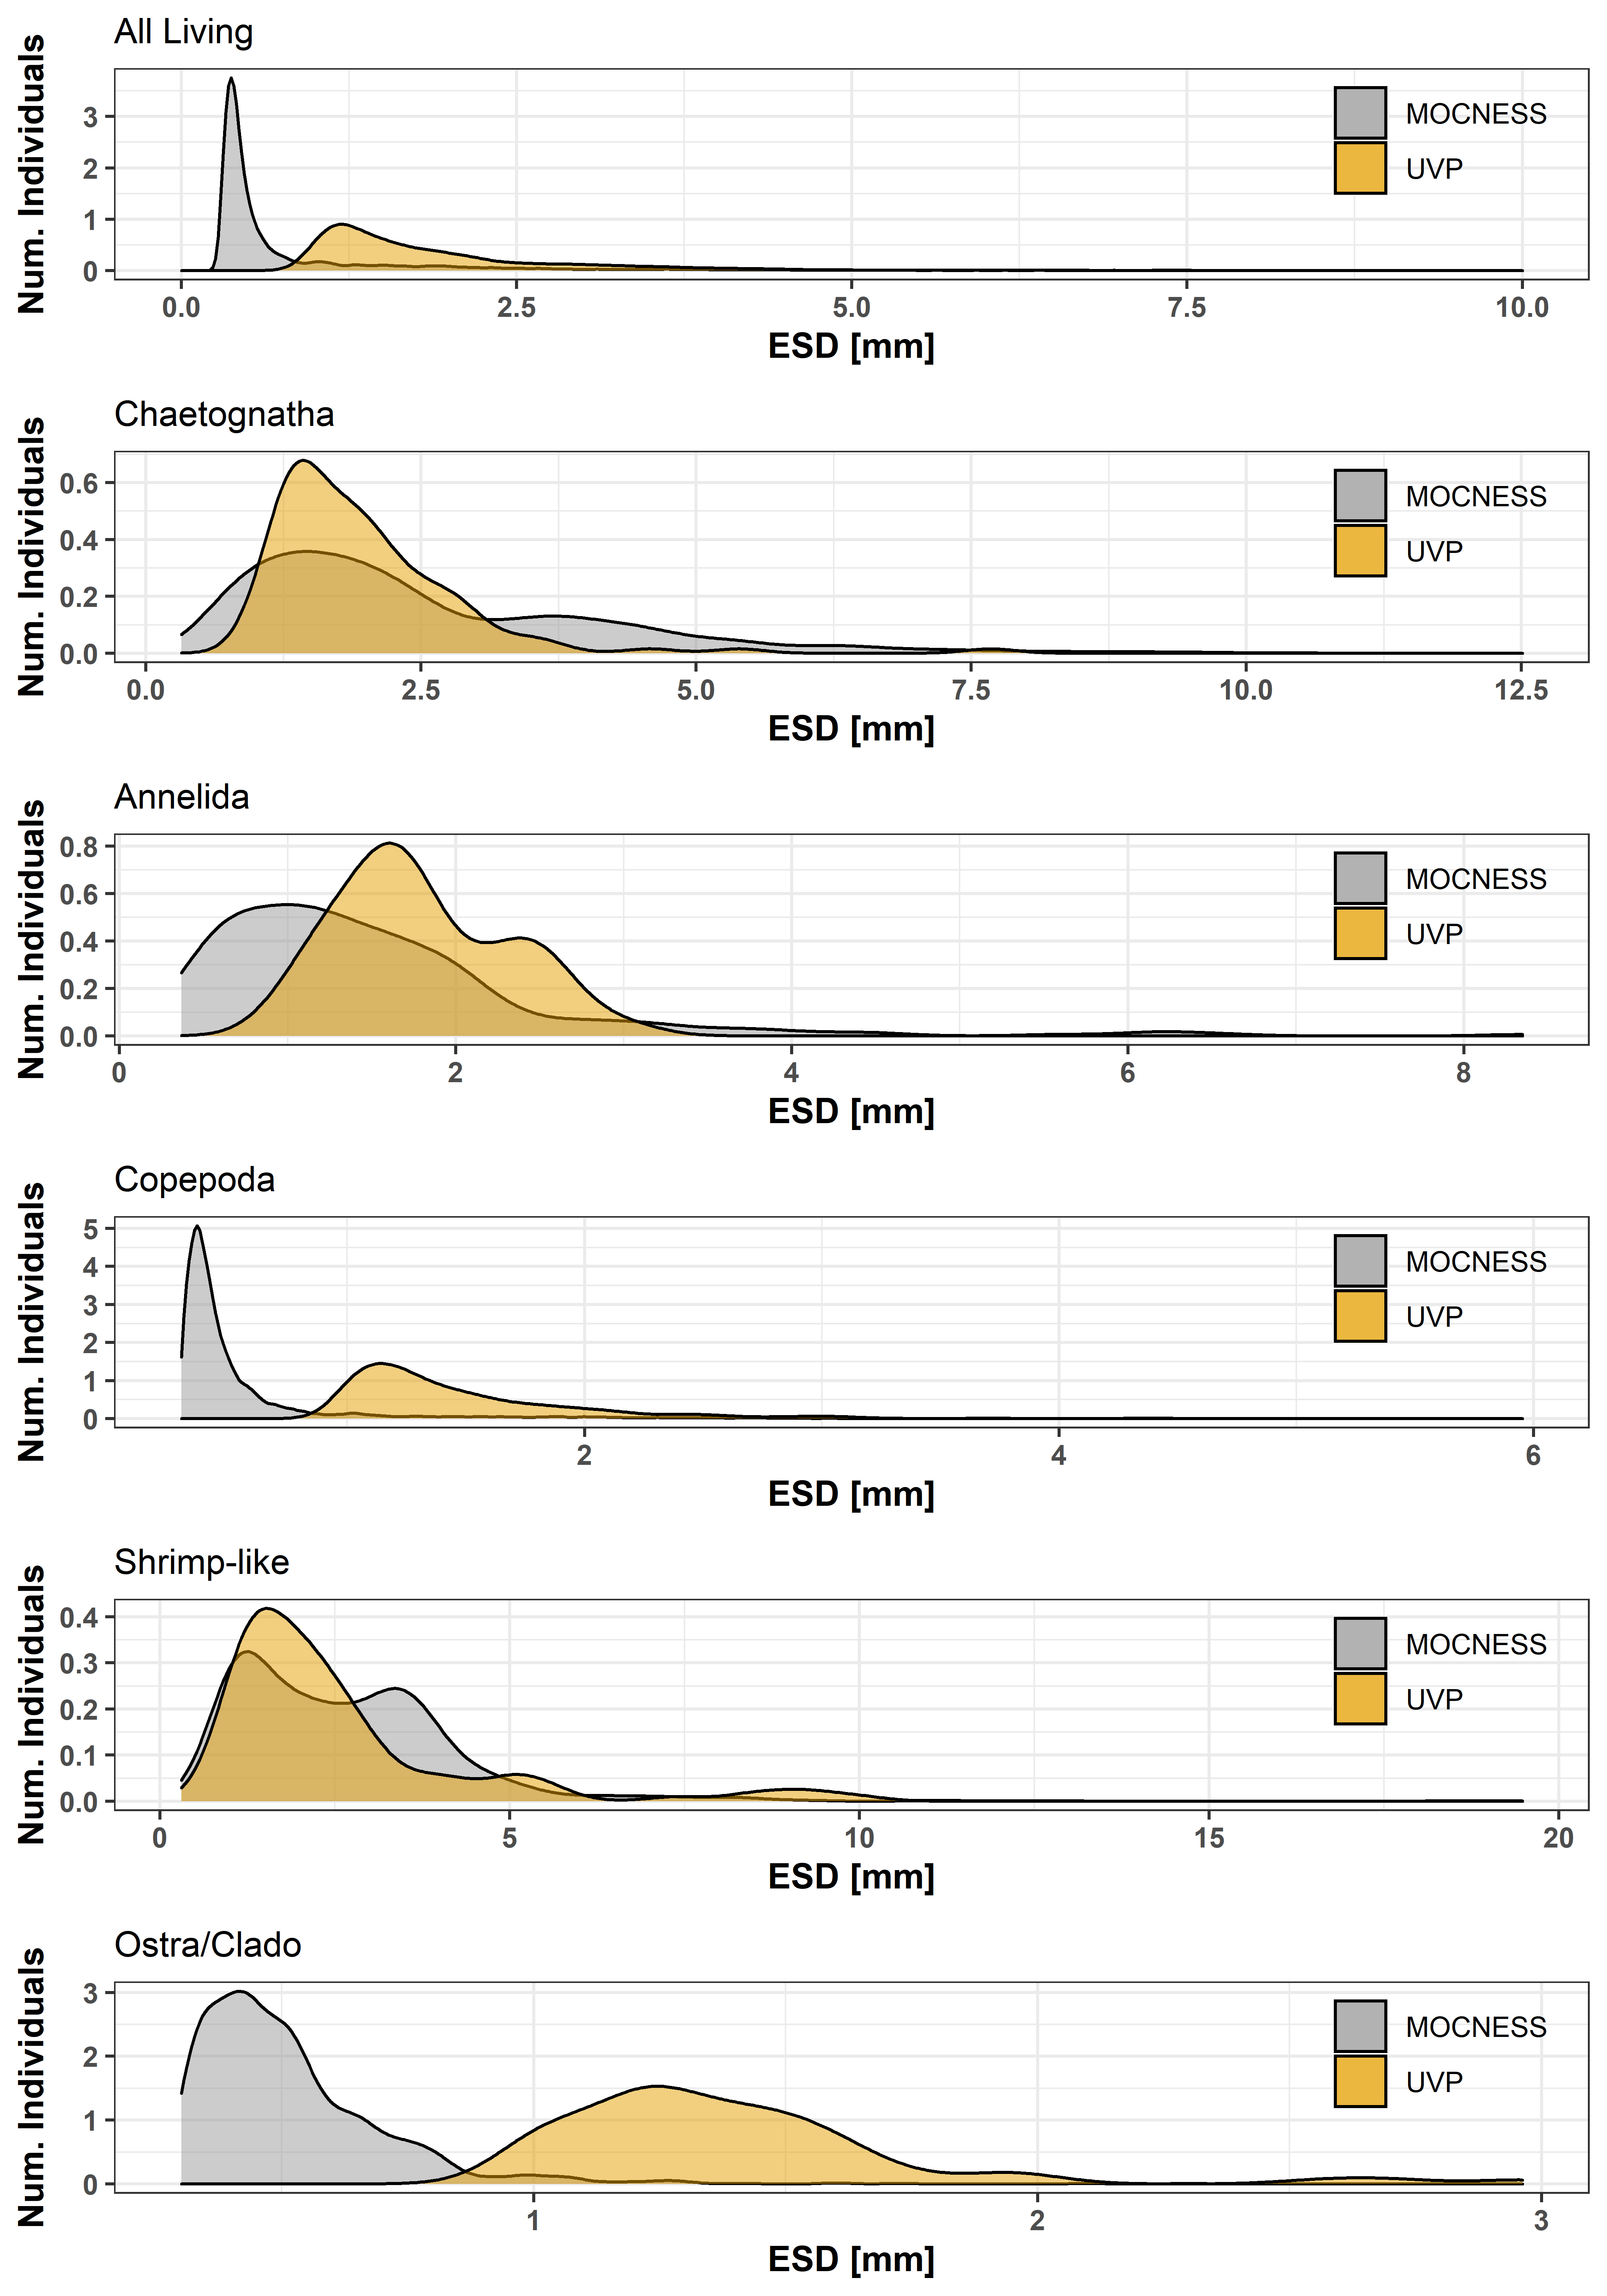 All Living
Num. Individuals
3
2
1
0
MOCNESS
UVP
0.0 2.5 5.0 7.5 10.0
ESD [mm]
Chaetognatha
Num. Individuals
0.6
0.4
0.2
0.0
MOCNESS
UVP
0.0 2.5 5.0 7.5 10.0 12.5
ESD [mm]
Annelida
Num. Individuals
0.8
0.6
0.4
0.2
0.0
MOCNESS
UVP
0 2 4 6 8
ESD [mm]
Copepoda
Num. Individuals
5
4
3
2
1
0
MOCNESS
UVP
2 4 6
ESD [mm]
Shrimp-like
Num. Individuals
0.4
0.3
0.2
0.1
0.0
MOCNESS
UVP
0 5 10 15 20
ESD [mm]
Ostra/Clado
Num. Individuals
3
2
1
0
MOCNESS
UVP
1 2 3
ESD [mm]